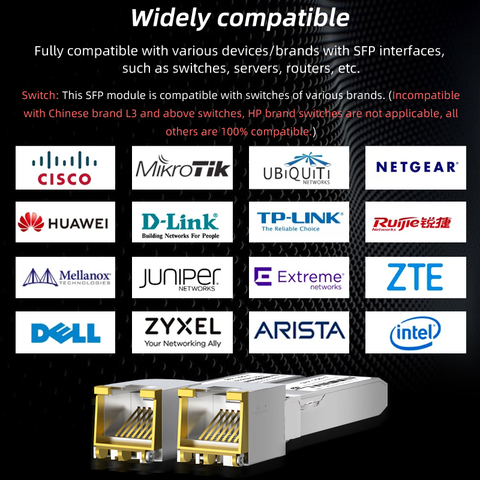 Widely compatible
Fully compatible with various devices/brands with SFP interfaces,
such as switches, servers, routers, etc.
Switch: This SFP module is compatible with switches of various brands. (Incompatible
with Chinese brand L3 and above switches, HP brand switches are not applicable, all
others are 100% compatible.)
CISCO
MikroTik
UBiQUiTi
NETWORKS
NETGEAR
HUAWEI
D-Link
Building Networks For People
TP-LINK
The Reliable Choice
Ruijie锐捷
Networks
Mellanox
TECHNOLOGIES
JUNIPER
NETWORKS
Extreme
networks
ZTE
DELL
ZYXEL
Your Networking Ally
ARISTA
intel